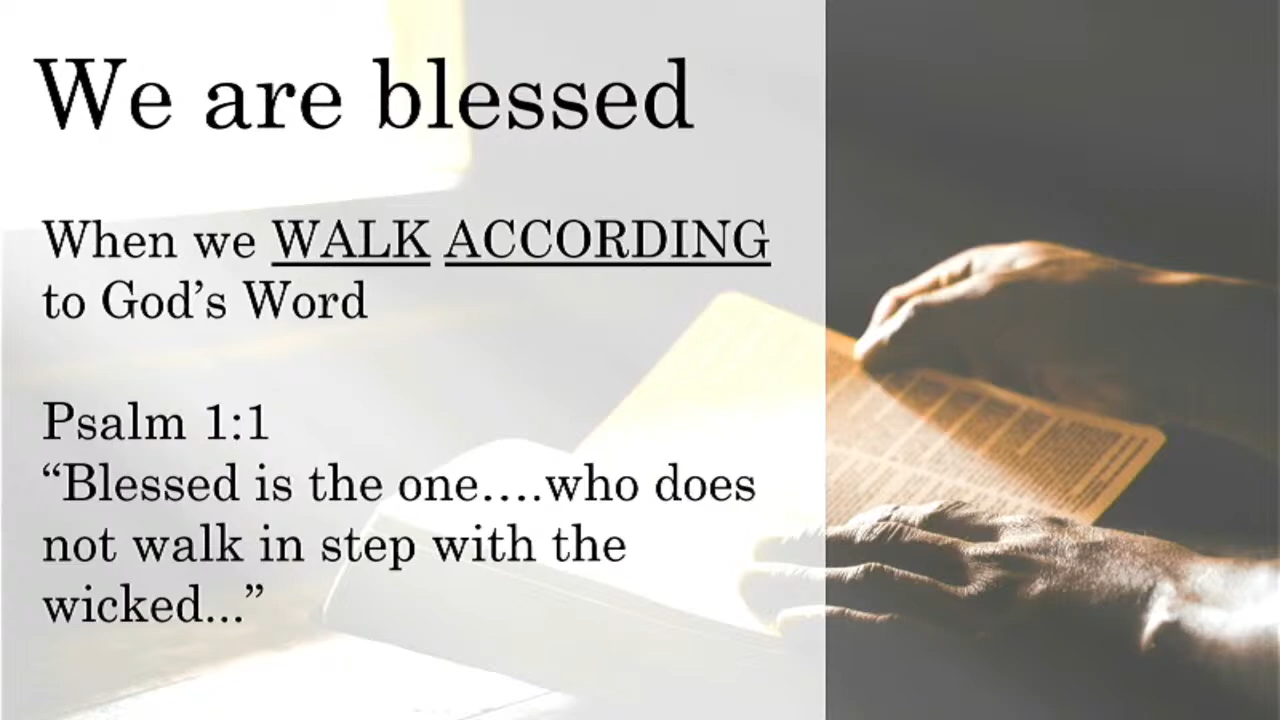 We are blessed
When we WALK ACCORDING
to God’s Word
Psalm 1:1
“Blessed is the one....who does
not walk in step with the
wicked...”